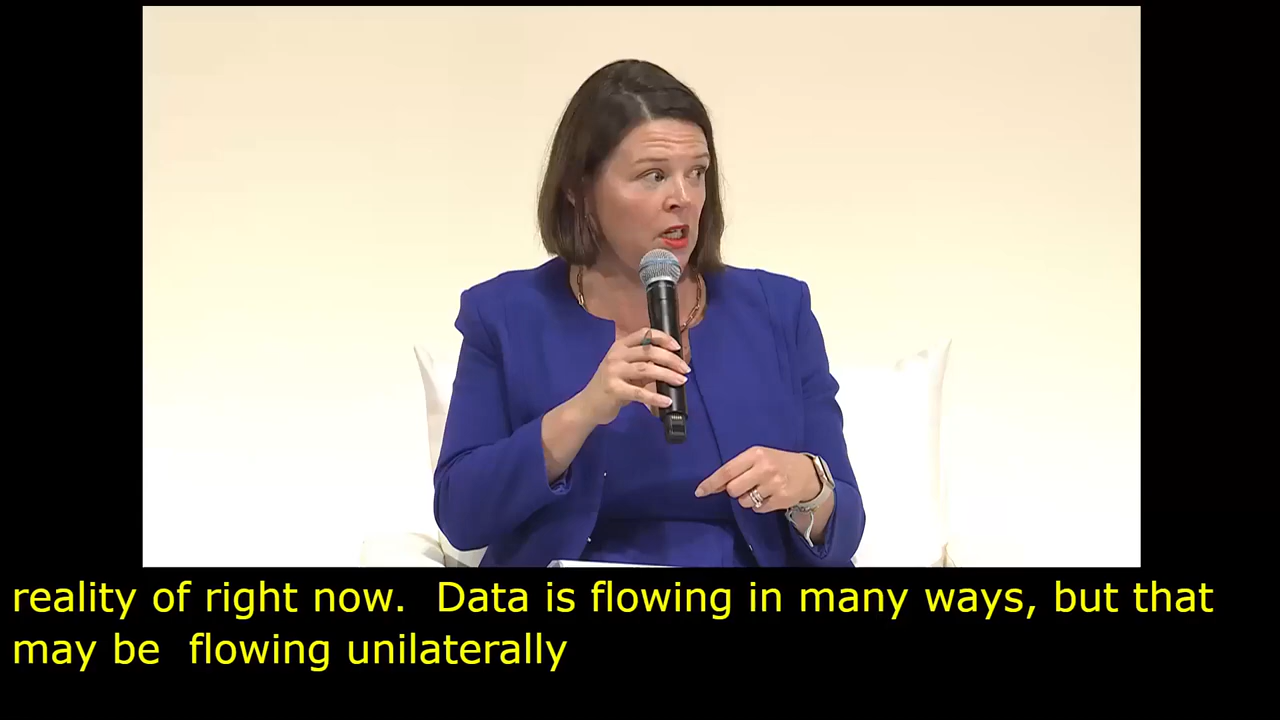 reality of right now.  Data is flowing in many ways, but that
may be  flowing unilaterally